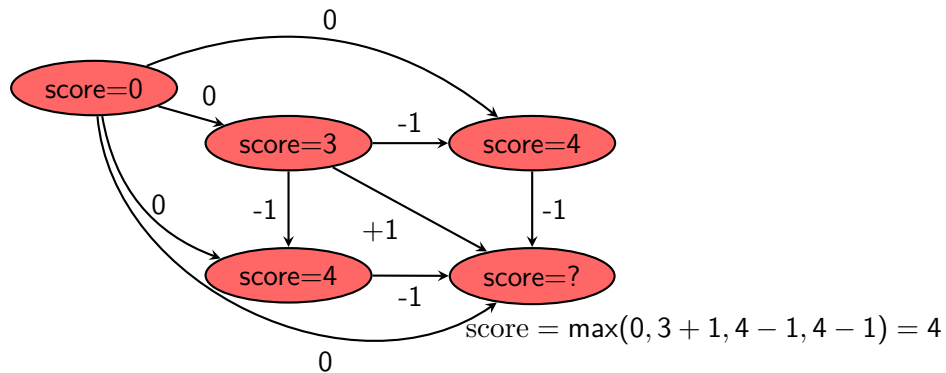 0
score=0
0
score=3
-1
score=4
0
-1
+1
-1
score=4
-1
score=?
score = max(0, 3 + 1, 4 − 1, 4 − 1) = 4
0